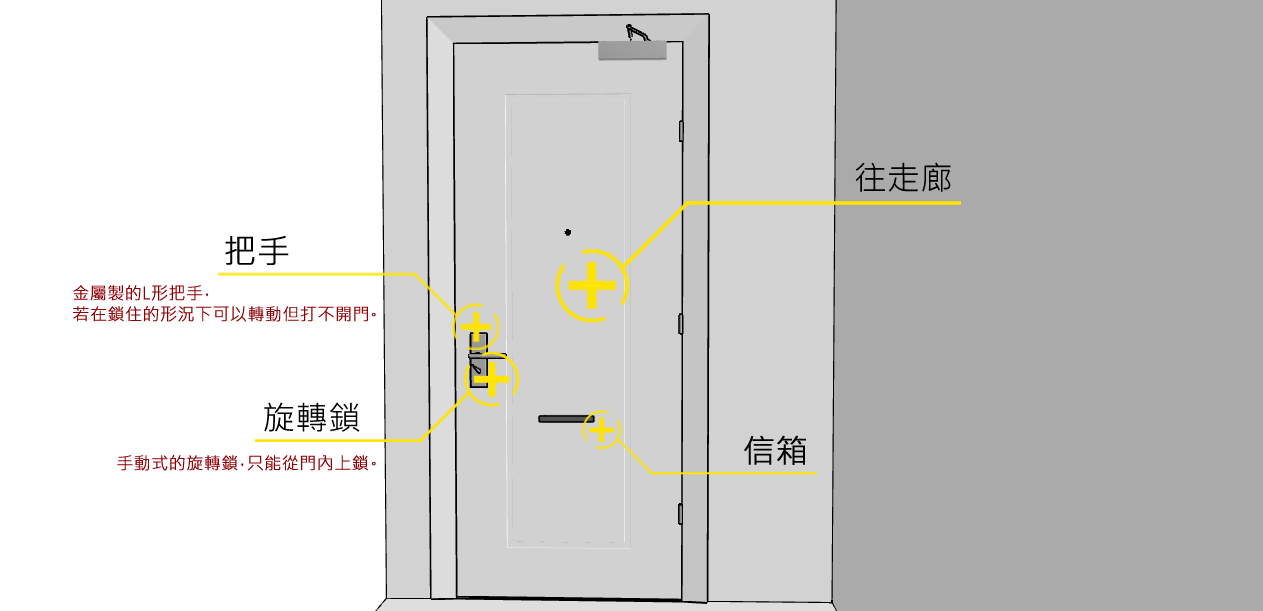 往走廊
把手
金屬製的L形把手,
若在鎖住的形況下可以轉動但打不開門。
旋轉鎖
手動式的旋轉鎖,只能從門內上鎖。
信箱